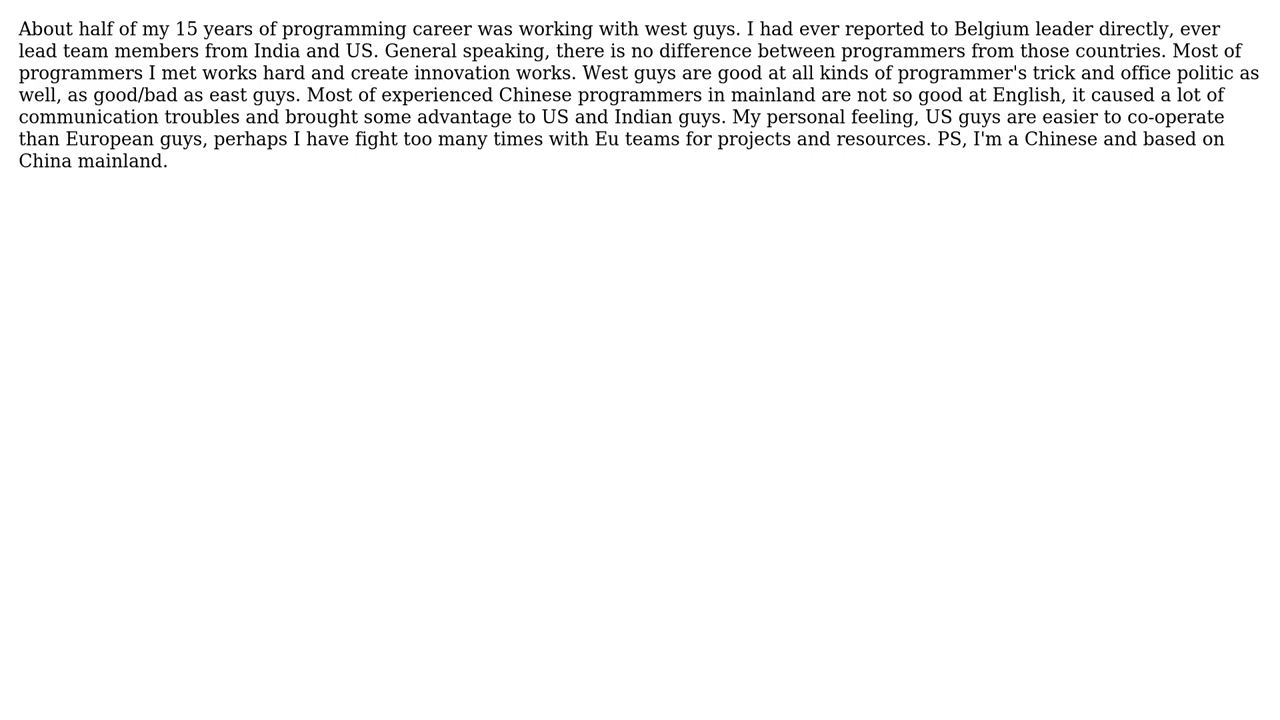 About half of my 15 years of programming career was working with west guys. I had ever reported to Belgium leader directly, ever
lead team members from India and US. General speaking, there is no difference between programmers from those countries. Most of
programmers I met works hard and create innovation works. West guys are good at all kinds of programmer's trick and office politic as
well, as good/bad as east guys. Most of experienced Chinese programmers in mainland are not so good at English, it caused a lot of
communication troubles and brought some advantage to US and Indian guys. My personal feeling, US guys are easier to co-operate
than European guys, perhaps I have fight too many times with Eu teams for projects and resources. PS, I'm a Chinese and based on
China mainland.